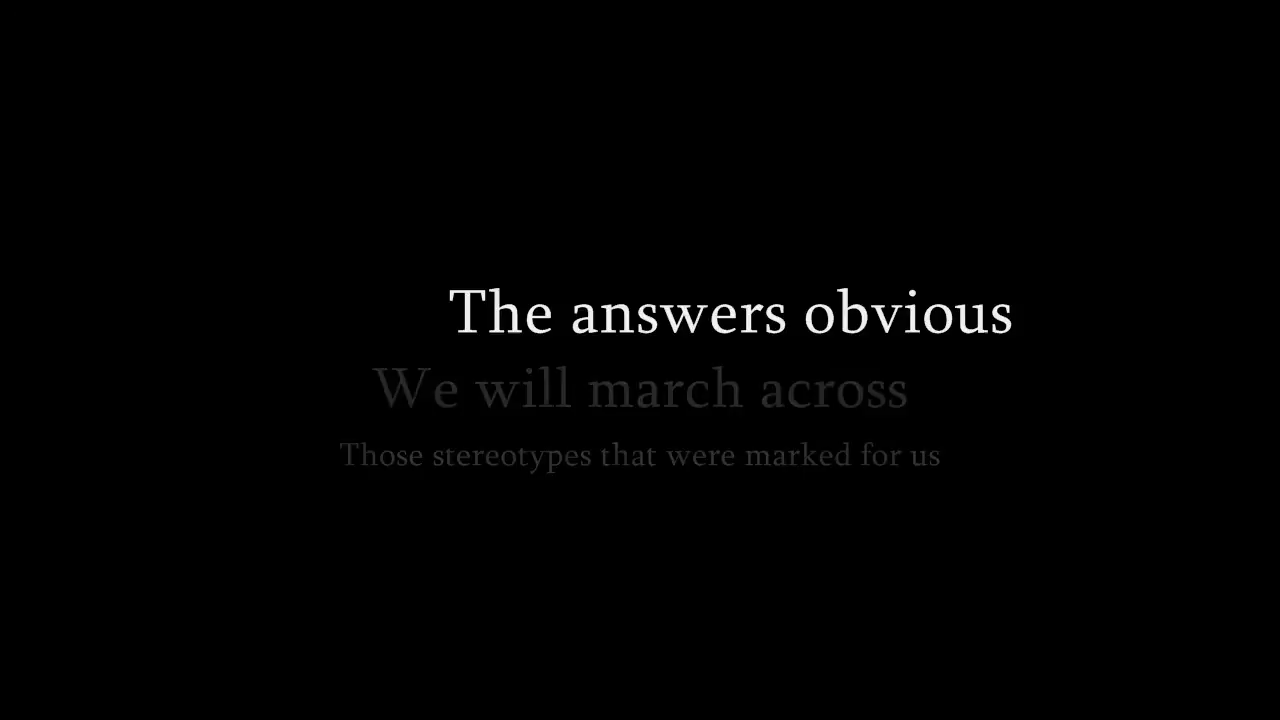 The answers obvious
We will march across
Those stereotypes that were marked for us